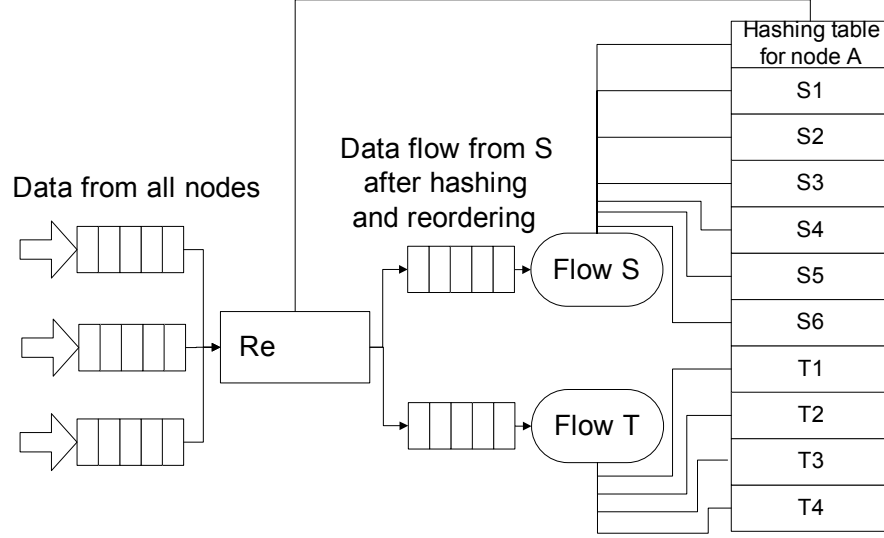 Hashing table
for node A
S1
S2
S3
S4
S5
S6
T1
T2
T3
T4
Data flow from S
after hashing
and reordering
Data from all nodes
Flow S
Re
Flow T